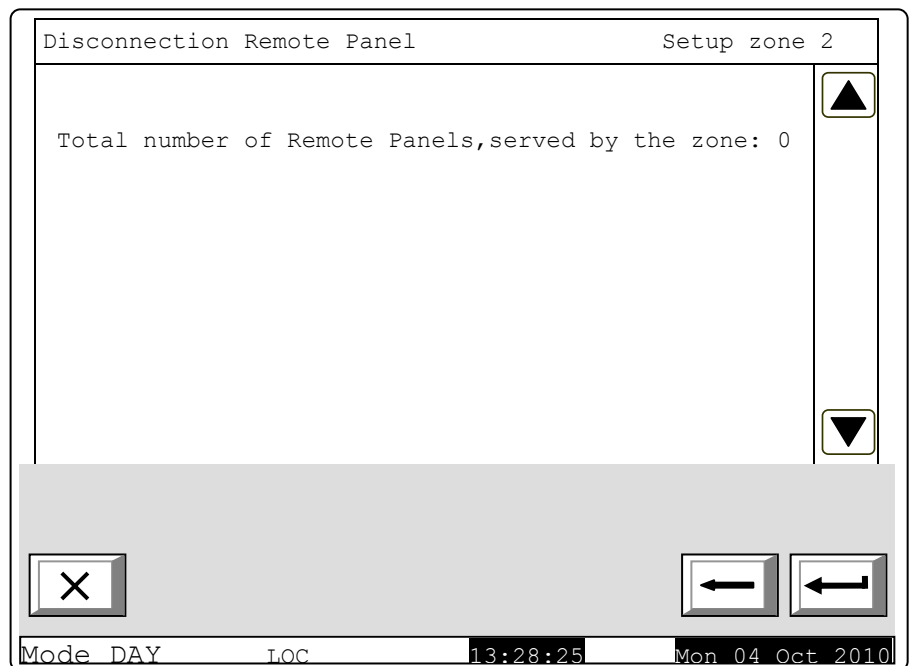 Disconnection Remote Panel Setup zone 2
Total number of Remote Panels,served by the zone: 0
Mode DAY LOC 13:28:25 Mon 04 Oct 2010